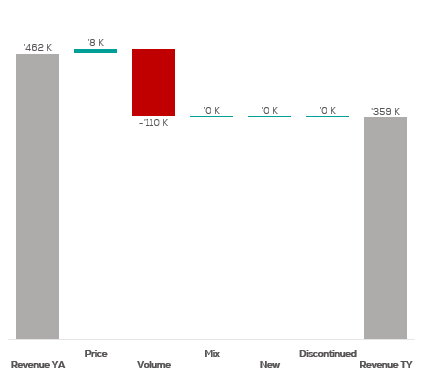 '462 K
'8 K
-'110 K
'0 K
'0 K
'0 K
'359 K
Revenue YA
Price
Volume
Mix
New
Discontinued
Revenue TY